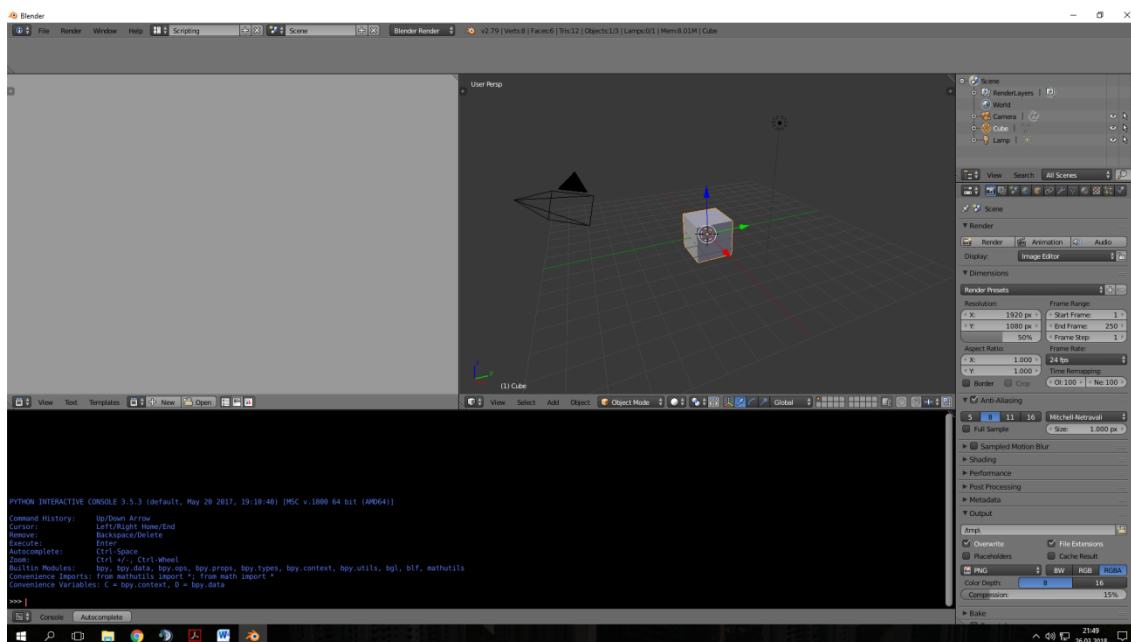 Blender
File Render Window Help Scripting Scene Blender Render v2.79 | Verts:8 | Faces:6 | Tris:12 | Objects:1/3 | Lamps:0/1 | Mem:8.01M | Cube
User Persp
(1) Cube
View Text Templates New Open
View Select Add Object Object Mode Global
PYTHON INTERACTIVE CONSOLE 3.5.3 (default, May 20 2017, 19:10:40) [MSC v.1800 64 bit (AMD64)]
Command History: Up/Down Arrow
Cursor: Left/Right Home/End
Remove: Backspace/Delete
Execute: Enter
Autocomplete: Ctrl-Space
Zoom: Ctrl +/-, Ctrl-Wheel
Builtin Modules: bpy, bpy.data, bpy.ops, bpy.props, bpy.types, bpy.context, bpy.utils, bgl, blf, mathutils
Convenience Imports: from mathutils import *; from math import *
Convenience Variables: C = bpy.context, D = bpy.data
>>>
Console Autocomplete
Scene
RenderLayers |
World
Camera |
Cube |
Lamp |
View Search All Scenes
Scene
Render
Render Animation Audio
Display: Image Editor
Dimensions
Render Presets
Resolution: Frame Range:
X: 1920 px Start Frame: 1
Y: 1080 px End Frame: 250
50% Frame Step: 1
Aspect Ratio: Frame Rate:
X: 1.000 24 fps
Y: 1.000 Time Remapping:
Border Crop Ol: 100 Ne: 100
Anti-Aliasing
5 8 11 16 Mitchell-Netravali
Full Sample Size: 1.000 px
Sampled Motion Blur
Shading
Performance
Post Processing
Metadata
Output
/tmp\
Overwrite File Extensions
Placeholders Cache Result
PNG BW RGB RGBA
Color Depth: 8 16
Compression: 15%
Bake
21:49
26.03.2018